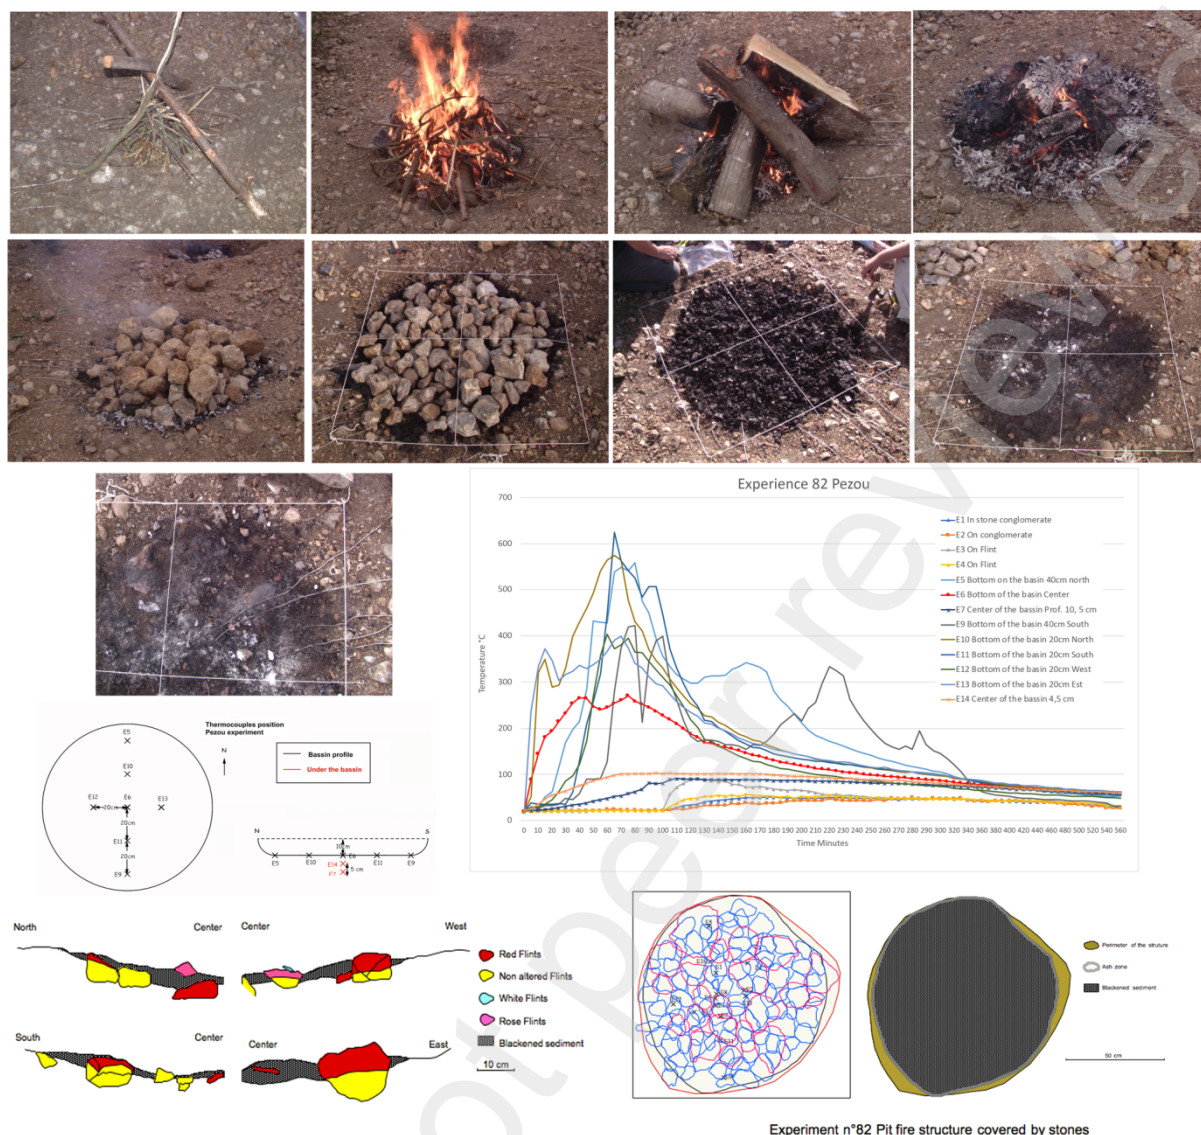 Experience 82 Pezou
Temperature °C
700
600
500
400
300
200
100
0
E1 In stone conglomerate
E2 On conglomerate
E3 On Flint
E4 On Flint
E5 Bottom on the basin 40cm north
E6 Bottom of the basin Center
E7 Center of the bassin Prof. 10, 5 cm
E9 Bottom of the basin 40cm South
E10 Bottom of the basin 20cm North
E11 Bottom of the basin 20cm South
E12 Bottom of the basin 20cm West
E13 Bottom of the basin 20cm Est
E14 Center of the bassin 4,5 cm
0 10 20 30 40 50 60 70 80 90 100 110 120 130 140 150 160 170 180 190 200 210 220 230 240 250 260 270 280 290 300 310 320 330 340 360 380 400 420 440 460 480 500 520 540 560
Time Minutes
Thermocouples position
Pezou experiment
N
Bassin profile
Under the bassin
E5
E10
E12
E6
E13
20cm
20cm
E11
20cm
E9
N
S
10cm
E5
E10
E6
E11
E9
E14
E7
5 cm
North
Center
Center
West
South
Center
Center
East
Red Flints
Non altered Flints
White Flints
Rose Flints
Blackened sediment
10 cm
Perimeter of the struture
Ash zone
Blackened sediment
50 cm
Experiment n°82 Pit fire structure covered by stones
not peer review